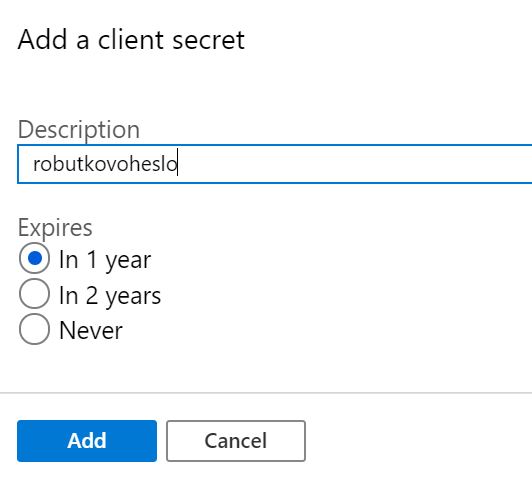 Add a client secret
Description
robutkovoheslo
Expires
In 1 year
In 2 years
Never
Add
Cancel